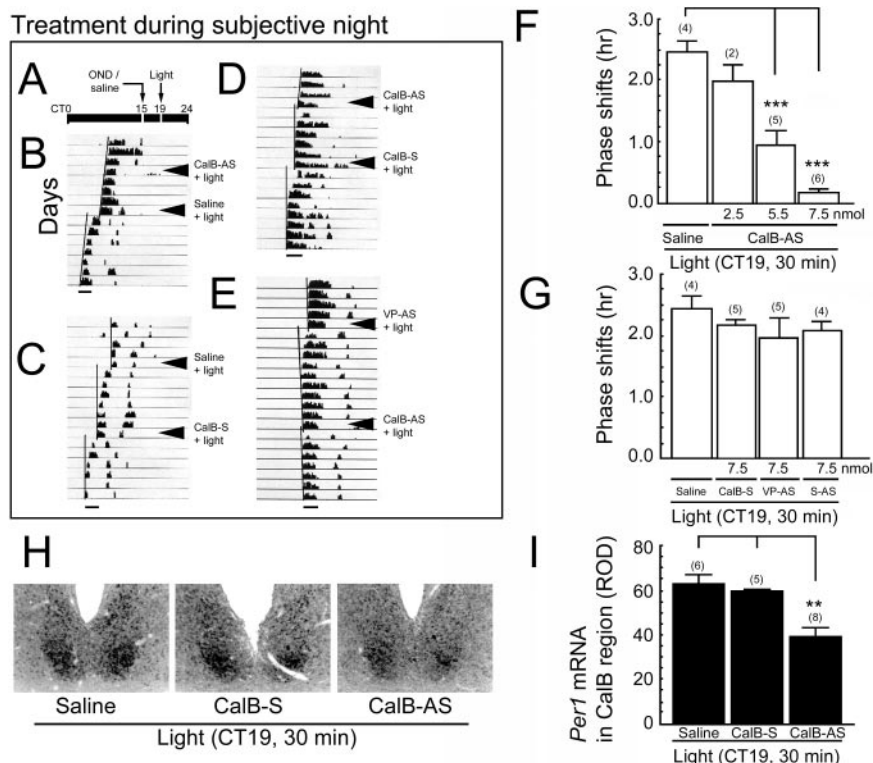 Treatment during subjective night
A
OND /
saline
Light
CT0
15
19
24
B
Days
CalB-AS
+ light
Saline
+ light
C
Saline
+ light
CalB-S
+ light
D
CalB-AS
+ light
CalB-S
+ light
E
VP-AS
+ light
CalB-AS
+ light
F
Phase shifts (hr)
3.0
2.0
1.0
0.0
(4)
(2)
***
(5)
***
(6)
2.5
5.5
7.5 nmol
Saline
CalB-AS
Light (CT19, 30 min)
G
Phase shifts (hr)
3.0
2.0
1.0
0.0
(4)
(5)
(5)
(4)
7.5
7.5
7.5 nmol
Saline
CalB-S
VP-AS
S-AS
Light (CT19, 30 min)
H
Saline
CalB-S
CalB-AS
Light (CT19, 30 min)
I
Per1 mRNA
in CalB region (ROD)
80
60
40
20
0
(6)
(5)
**
(8)
Saline
CalB-S
CalB-AS
Light (CT19, 30 min)